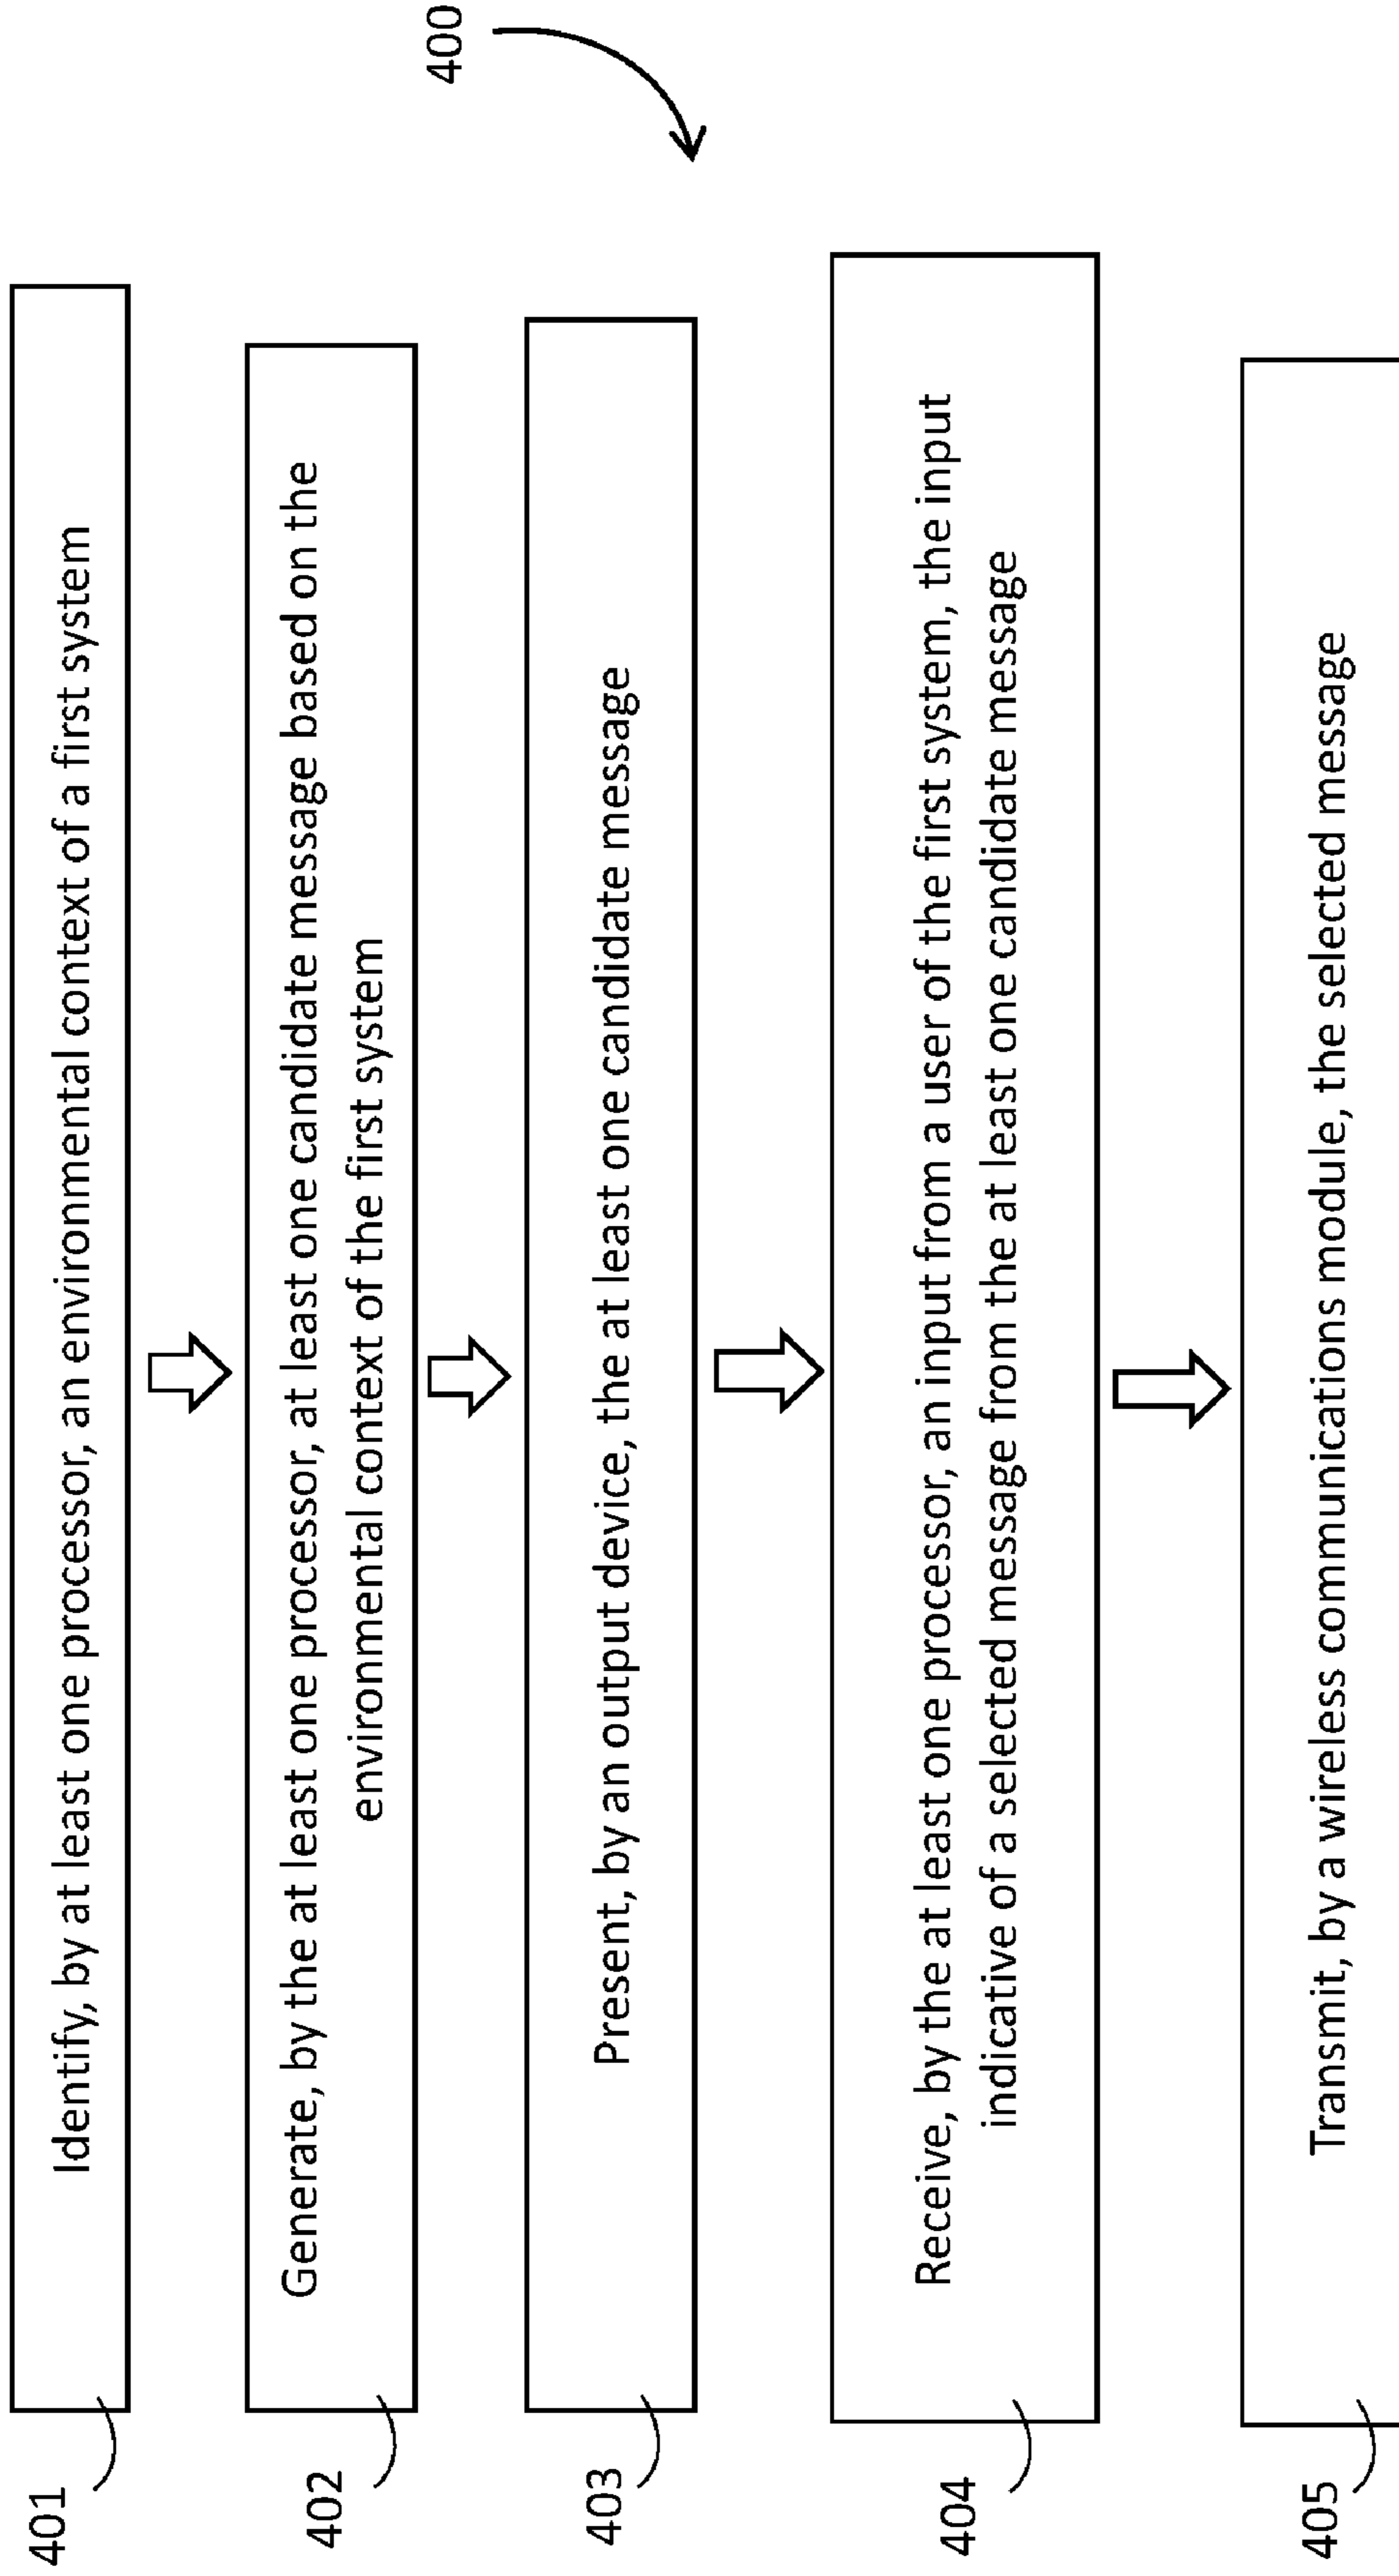 400
401
Identify, by at least one processor, an environmental context of a first system
402
Generate, by the at least one processor, at least one candidate message based on the
environmental context of the first system
403
Present, by an output device, the at least one candidate message
404
Receive, by the at least one processor, an input from a user of the first system, the input
indicative of a selected message from the at least one candidate message
405
Transmit, by a wireless communications module, the selected message